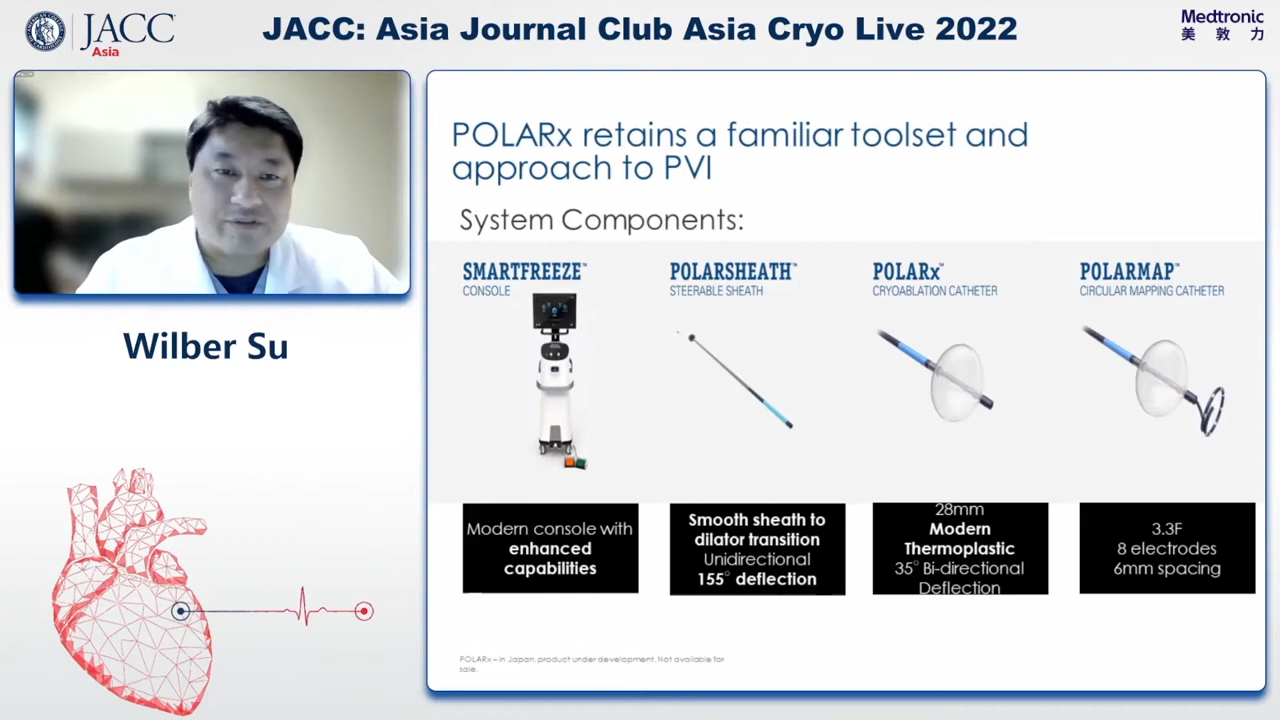 JACC
Asia
JACC: Asia Journal Club Asia Cryo Live 2022
Medtronic
美 敦 力
Wilber Su
POLARx retains a familiar toolset and
approach to PVI
System Components:
SMARTFREEZE™
CONSOLE
POLARSHEATH™
STEERABLE SHEATH
POLARx™
CRYOABLATION CATHETER
POLARMAP™
CIRCULAR MAPPING CATHETER
Modern console with
enhanced
capabilities
Smooth sheath to
dilator transition
Unidirectional
155° deflection
28mm
Modern
Thermoplastic
35° Bi-directional
Deflection
3.3F
8 electrodes
6mm spacing
POLARx – in Japan, product under development. Not available for
sale.